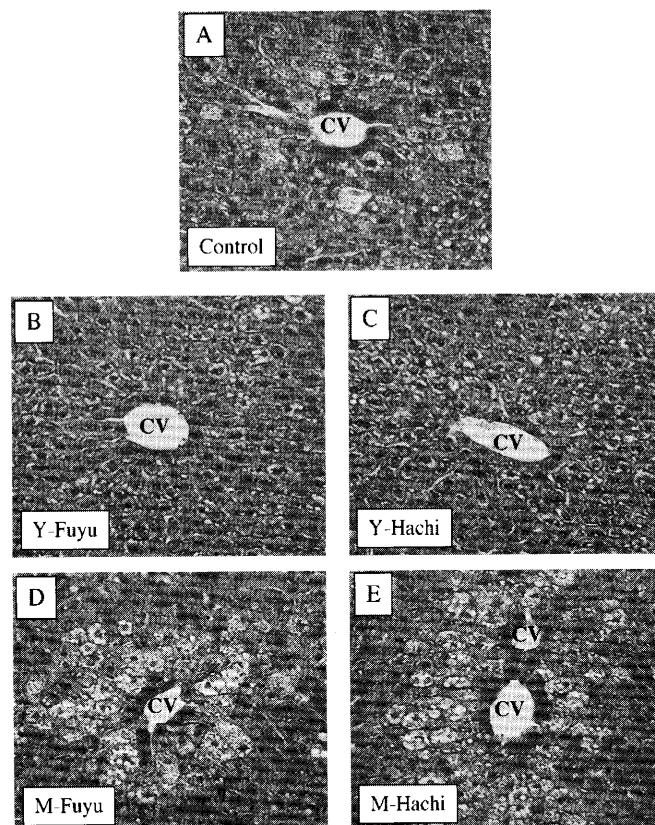 A
CV
Control
B
CV
Y-Fuyu
C
CV
Y-Hachi
D
CV
M-Fuyu
E
CV
CV
M-Hachi